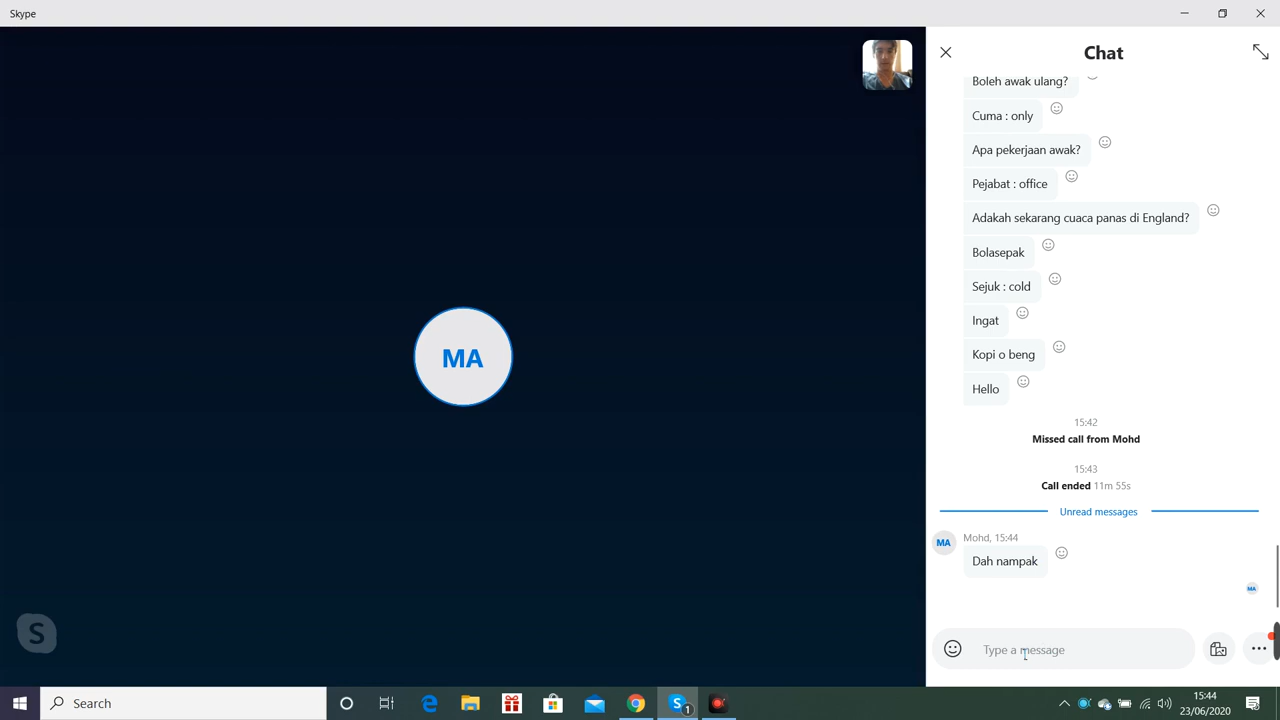 Skype
Chat
Boleh awak ulang?
Cuma : only
Apa pekerjaan awak?
Pejabat : office
Adakah sekarang cuaca panas di England?
Bolasepak
Sejuk : cold
Ingat
Kopi o beng
Hello
15:42
Missed call from Mohd
15:43
Call ended 11m 55s
Unread messages
MA
Mohd, 15:44
Dah nampak
MA
MA
Type a message
S
Search
S 1
15:44
23/06/2020